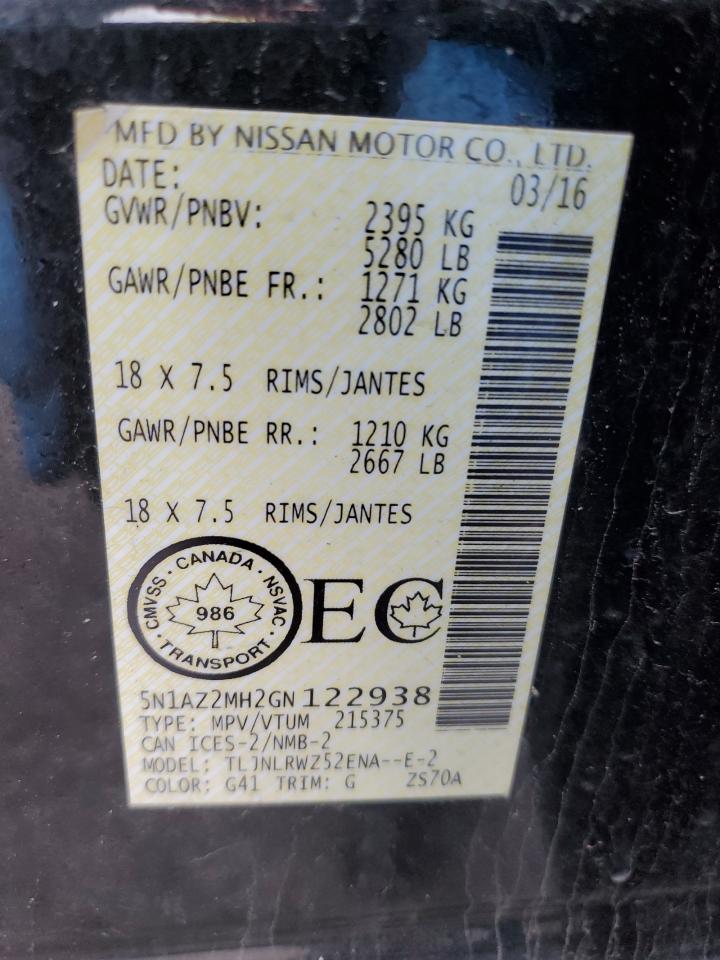 MFD BY NISSAN MOTOR CO., LTD.
DATE: 03/16
GVWR/PNBV: 2395 KG
5280 LB
GAWR/PNBE FR.: 1271 KG
2802 LB
18 X 7.5 RIMS/JANTES
GAWR/PNBE RR.: 1210 KG
2667 LB
18 X 7.5 RIMS/JANTES
CMVSS · CANADA · NSVAC · TRANSPORT ·
986
EC
5N1AZ2MH2GN122938
TYPE: MPV/VTUM 215375
CAN ICES-2/NMB-2
MODEL: TLJNLRWZ52ENA--E-2
COLOR: G41 TRIM: G ZS70A